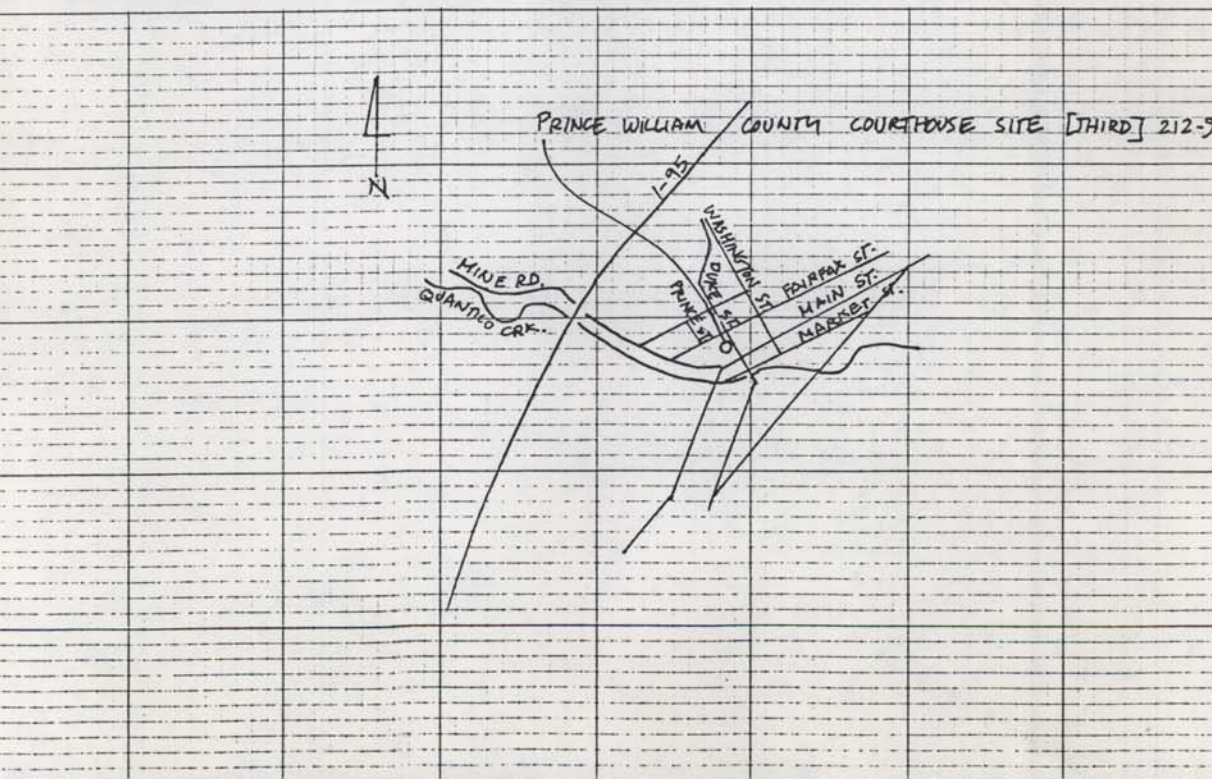 PRINCE WILLIAM COUNTY COURTHOUSE SITE [THIRD] 212-9
N
I-95
WASHINGTON ST.
DUKE ST.
PRINCE ST.
FAIRFAX ST.
MAIN ST.
MARKET ST.
MINE RD.
QUANTICO CRK.